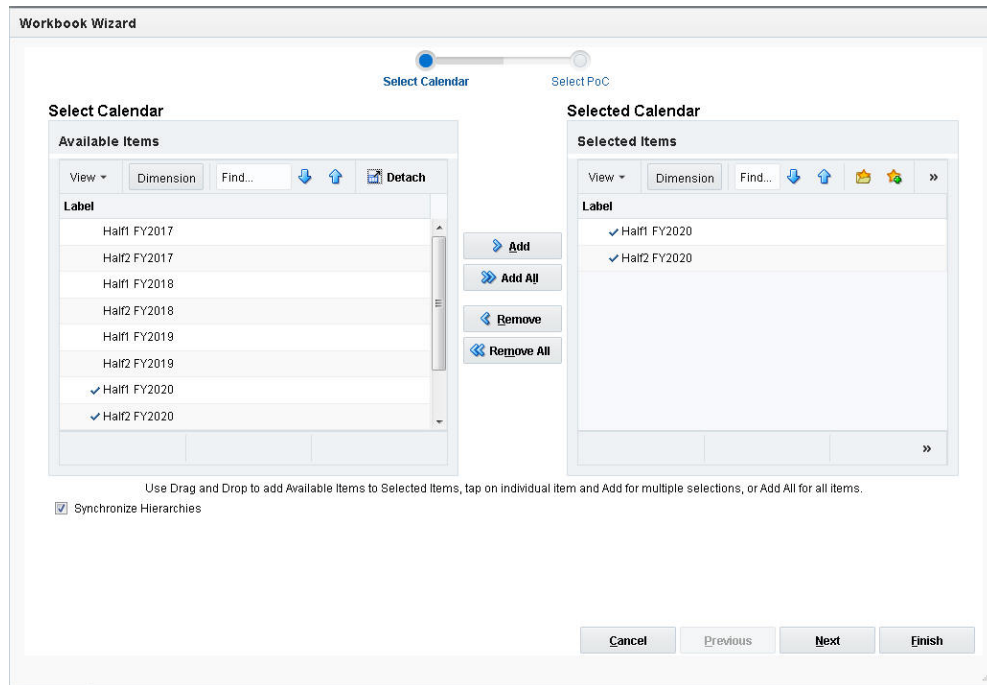 Workbook Wizard
Select Calendar
Select PoC
Select Calendar
Available Items
View
Dimension
Find...
Detach
Label
Half1 FY2017
Half2 FY2017
Half1 FY2018
Half2 FY2018
Half1 FY2019
Half2 FY2019
Half1 FY2020
Half2 FY2020
Add
Add All
Remove
Remove All
Selected Calendar
Selected Items
View
Dimension
Find...
»
Label
Half1 FY2020
Half2 FY2020
»
Use Drag and Drop to add Available Items to Selected Items, tap on individual item and Add for multiple selections, or Add All for all items.
Synchronize Hierarchies
Cancel
Previous
Next
Finish